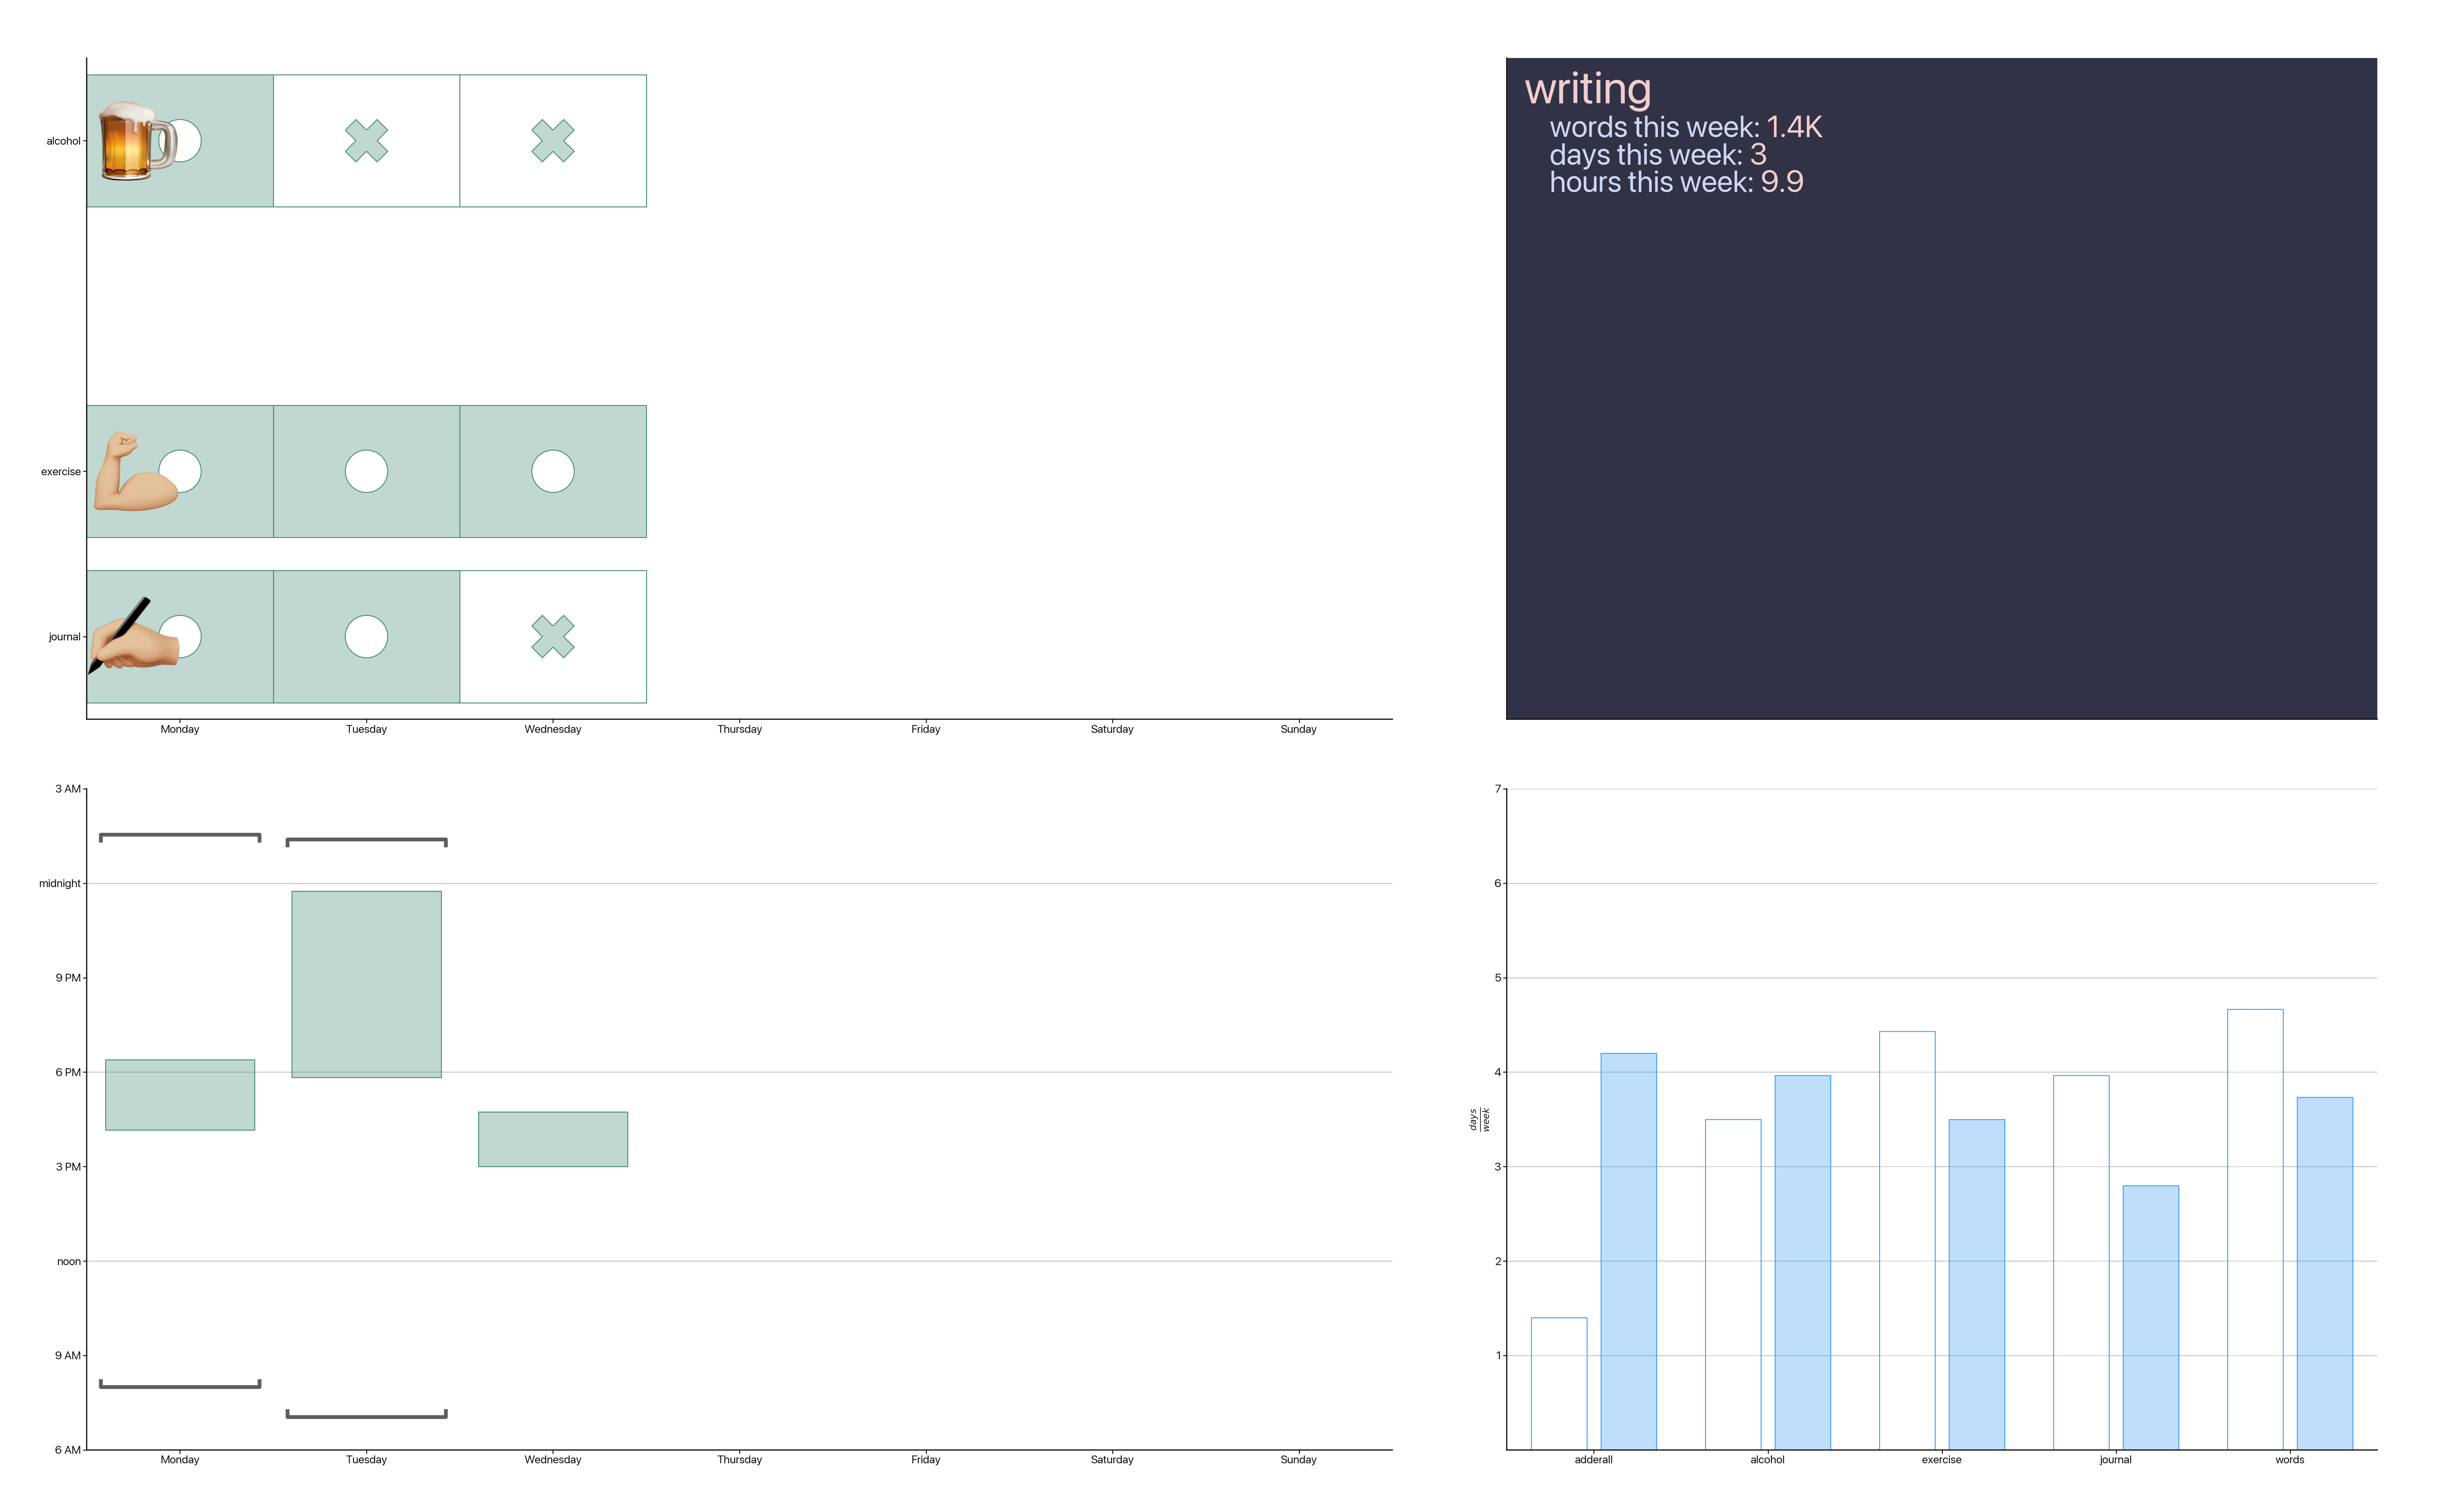 alcohol
exercise
journal
Monday
Tuesday
Wednesday
Thursday
Friday
Saturday
Sunday
writing
words this week: 1.4K
days this week: 3
hours this week: 9.9
3 AM
midnight
9 PM
6 PM
3 PM
noon
9 AM
6 AM
Monday
Tuesday
Wednesday
Thursday
Friday
Saturday
Sunday
7
6
5
4
3
2
1
days
week
adderall
alcohol
exercise
journal
words